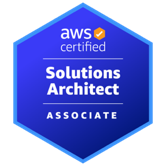 aws
certified
Solutions
Architect
ASSOCIATE